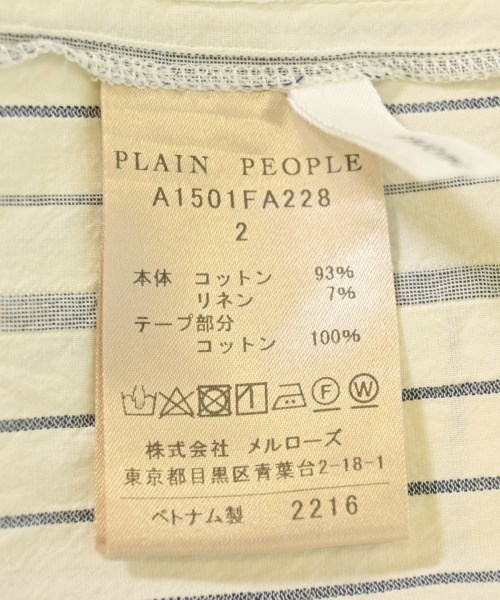 PLAIN PEOPLE
A1501FA228
2
本体 コットン 93%
リネン 7%
テープ部分
コットン 100%
F W
株式会社 メルローズ
東京都目黒区青葉台2-18-1
ベトナム製 2216